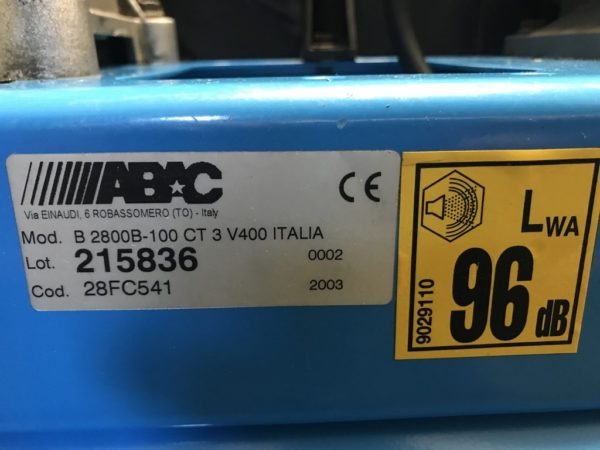 ABAC
CE
Via EINAUDI, 6 ROBASSOMERO (TO) - Italy
Mod. B 2800B-100 CT 3 V400 ITALIA
Lot. 215836 0002
Cod. 28FC541 2003
LWA
96 dB
9029110